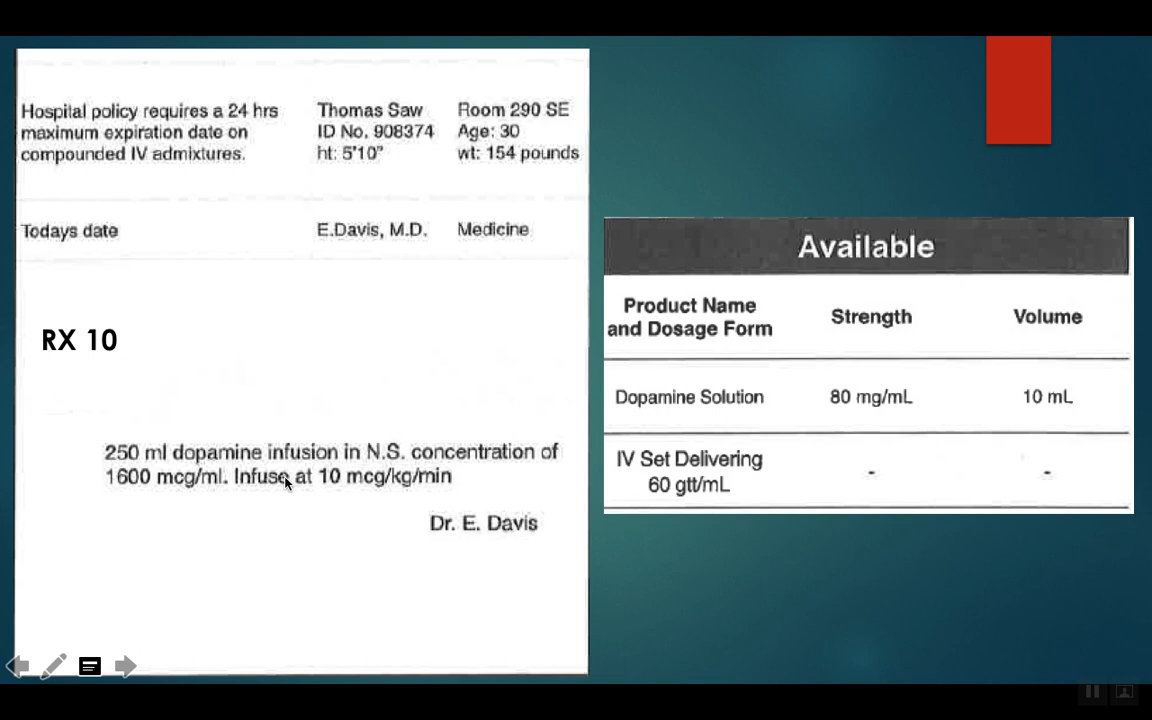 Hospital policy requires a 24 hrs
maximum expiration date on
compounded IV admixtures.
Thomas Saw
ID No. 908374
ht: 5'10"
Room 290 SE
Age: 30
wt: 154 pounds
Todays date
E.Davis, M.D.
Medicine
RX 10
250 ml dopamine infusion in N.S. concentration of
1600 mcg/ml. Infuse at 10 mcg/kg/min
Dr. E. Davis
Available
Product Name
and Dosage Form
Strength
Volume
Dopamine Solution
80 mg/mL
10 mL
IV Set Delivering
60 gtt/mL
-
-